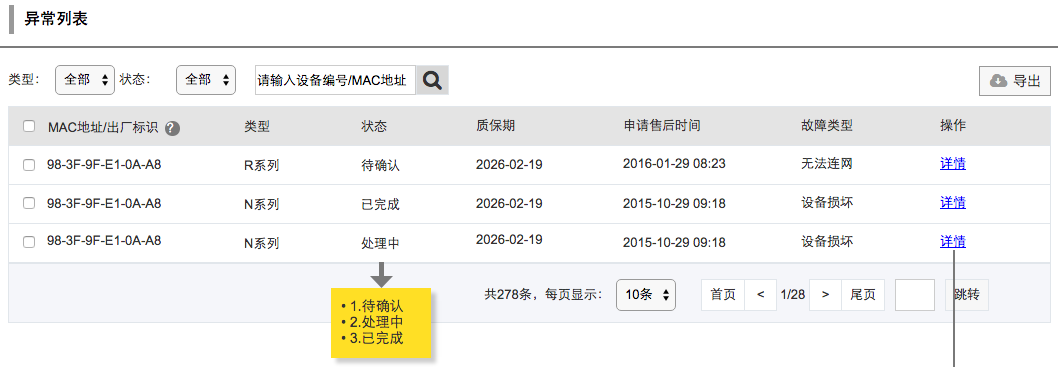 异常列表
类型： 全部 状态： 全部 请输入设备编号/MAC地址 导出
MAC地址/出厂标识 ? 类型 状态 质保期 申请售后时间 故障类型 操作
98-3F-9F-E1-0A-A8 R系列 待确认 2026-02-19 2016-01-29 08:23 无法连网 详情
98-3F-9F-E1-0A-A8 N系列 已完成 2026-02-19 2015-10-29 09:18 设备损坏 详情
98-3F-9F-E1-0A-A8 N系列 处理中 2026-02-19 2015-10-29 09:18 设备损坏 详情
共278条，每页显示： 10条 首页 < 1/28 > 尾页 跳转
• 1.待确认
• 2.处理中
• 3.已完成